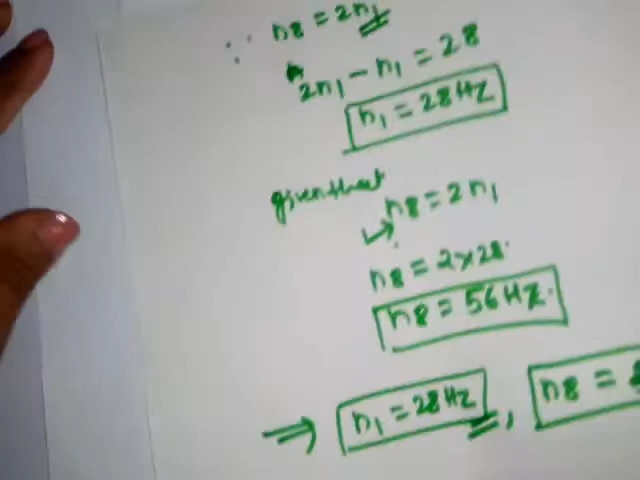 ∴ n8 = 2n1
2n1 - n1 = 28
n1 = 28HZ
given that
n8 = 2n1
n8 = 2×28.
n8 = 56HZ.
⇒ n1 = 28HZ, n8 =